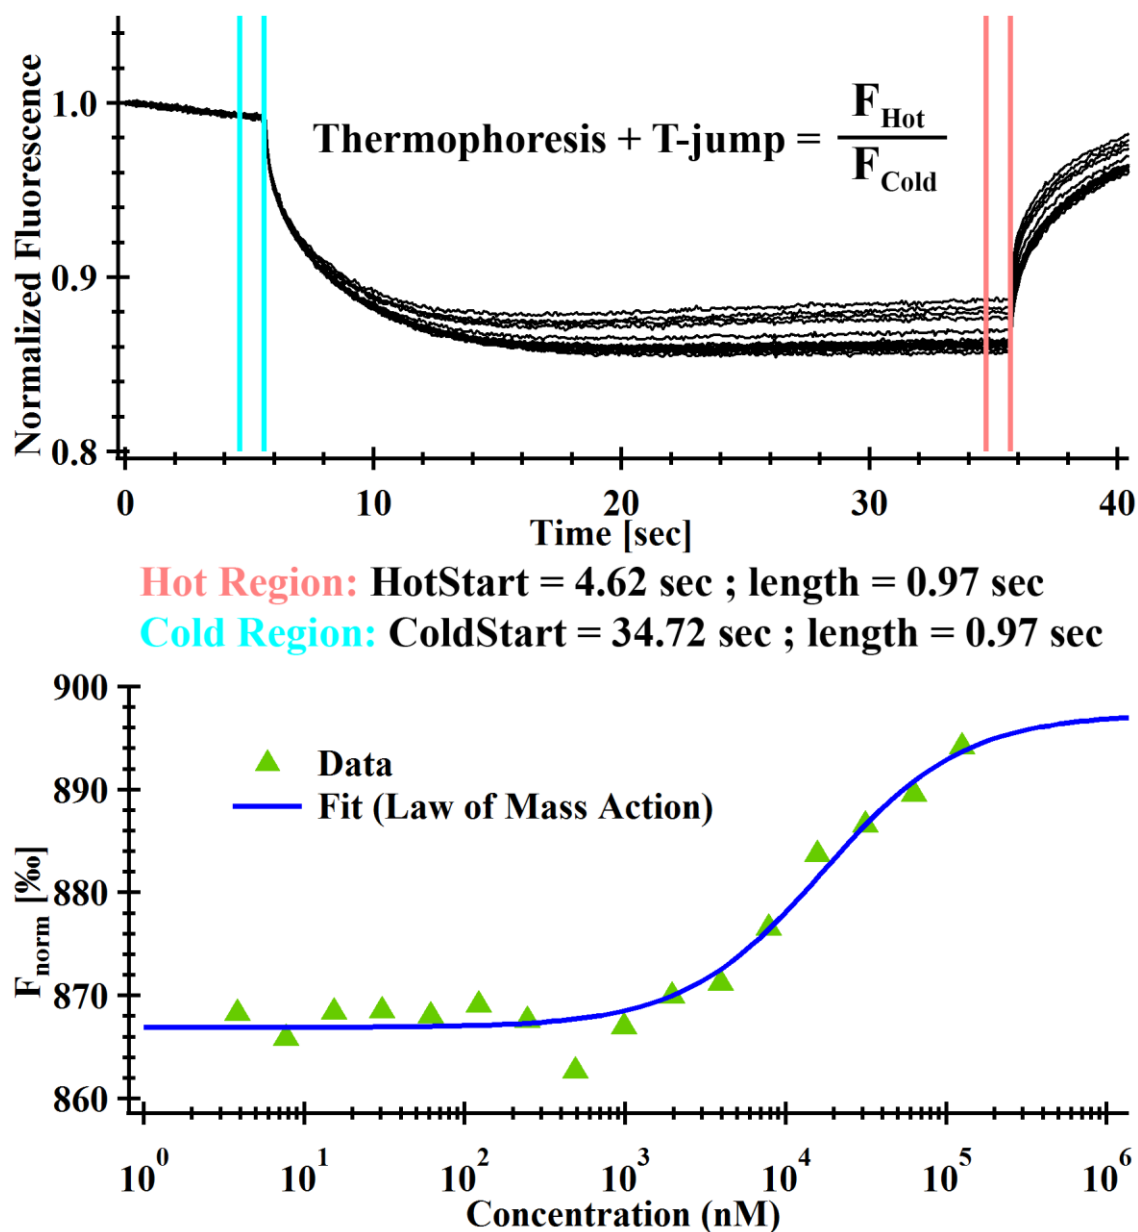 Normalized Fluorescence
1.0
0.9
0.8
Thermophoresis + T-jump = F_Hot / F_Cold
0 10 20 30 40
Time [sec]
Hot Region: HotStart = 4.62 sec ; length = 0.97 sec
Cold Region: ColdStart = 34.72 sec ; length = 0.97 sec
F_norm [‰]
900
890
880
870
860
Data
Fit (Law of Mass Action)
10^0 10^1 10^2 10^3 10^4 10^5 10^6
Concentration (nM)